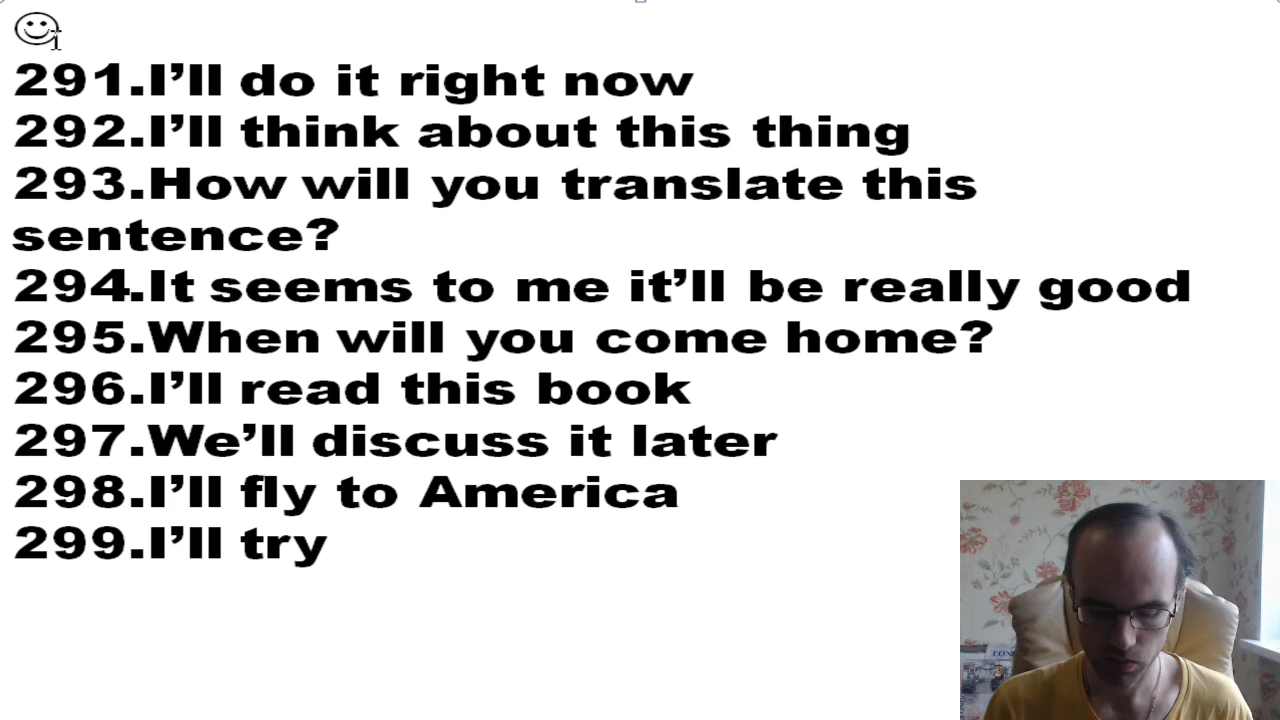 291.I’ll do it right now
292.I’ll think about this thing
293.How will you translate this
sentence?
294.It seems to me it’ll be really good
295.When will you come home?
296.I’ll read this book
297.We’ll discuss it later
298.I’ll fly to America
299.I’ll try